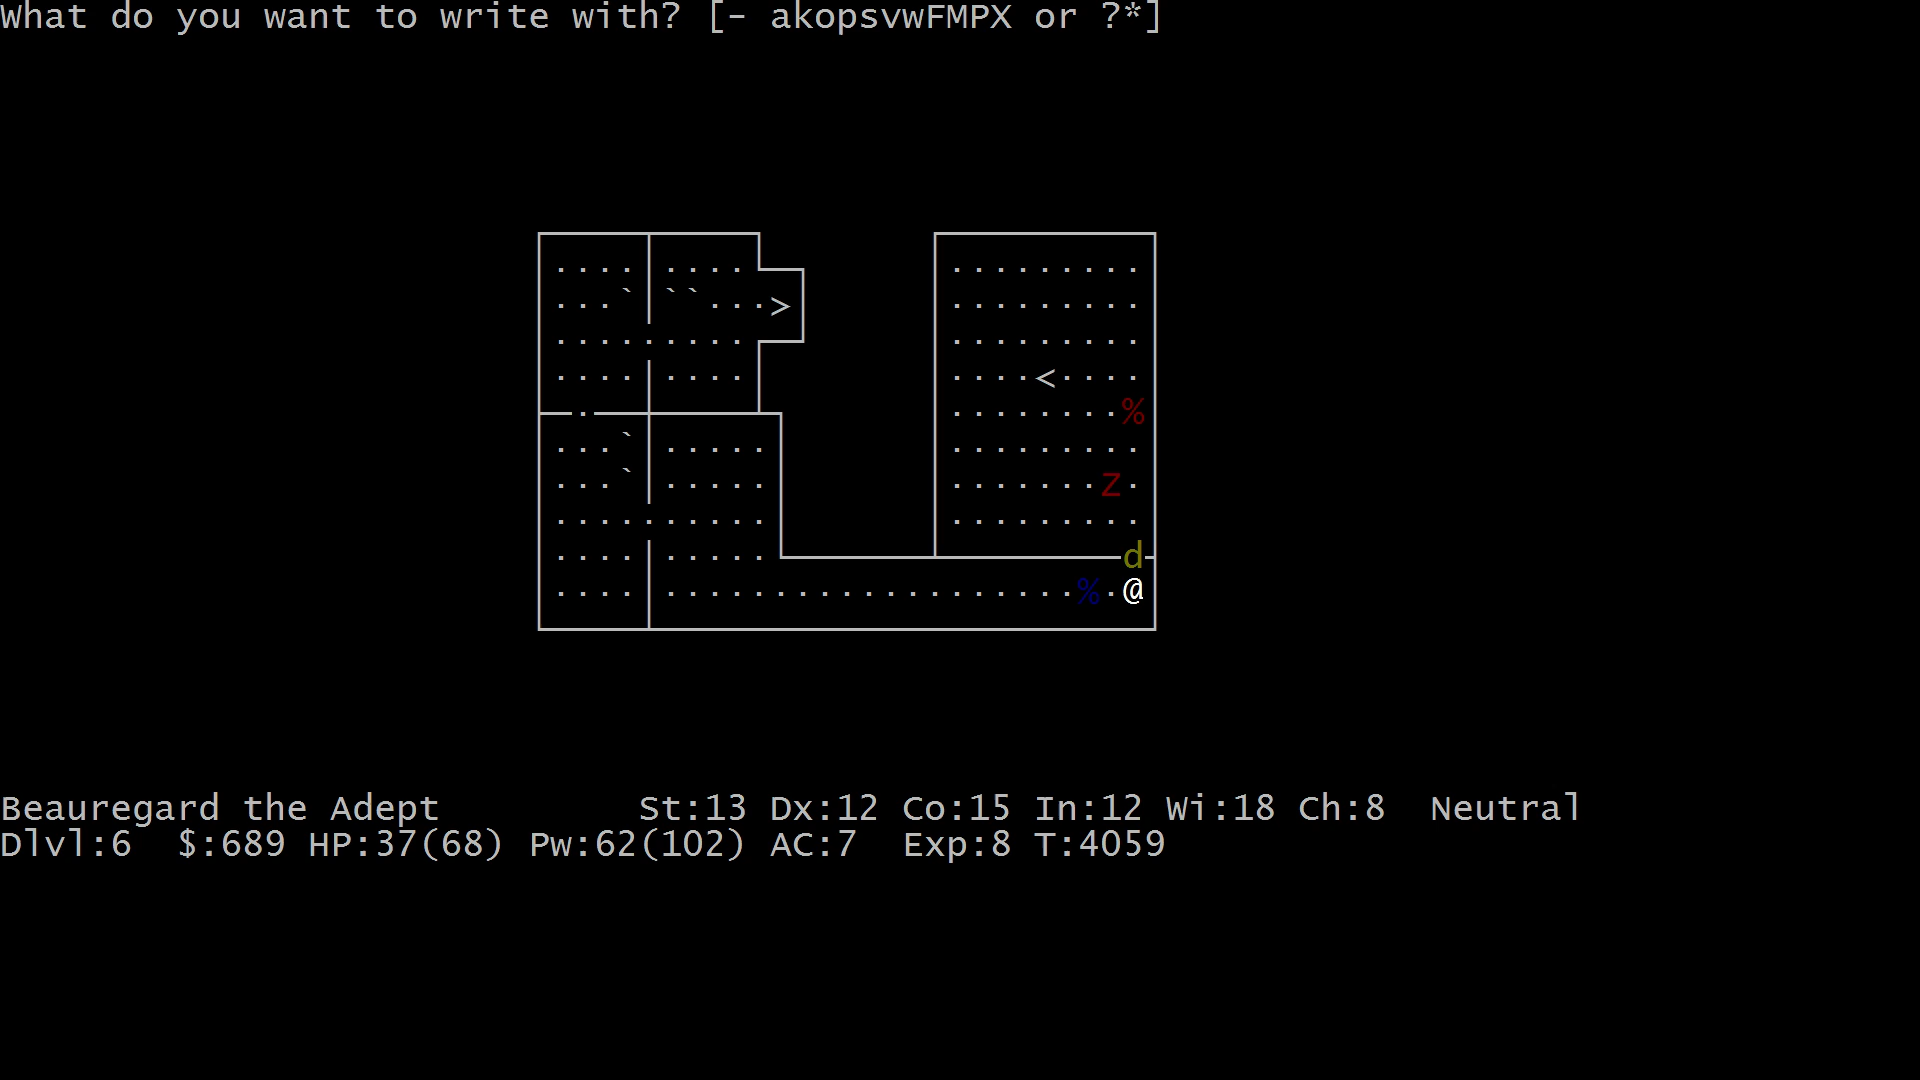 What do you want to write with? [- akopsvwFMPX or ?*]
. . . . . . . . . . . . . . . . .
. . . ` ` ` . . . > . . . . . . . . .
. . . . . . . . . . . . . . . . . .
. . . . . . . . . . . . < . . . .
. . . . . . . . . %
. . . ` . . . . . . . . . . . . . .
. . . ` . . . . . . . . . . . . Z .
. . . . . . . . . . . . . . . . . . .
. . . . . . . . . d
. . . . . . . . . . . . . . . . . . . . . . . % . @
Beauregard the Adept St:13 Dx:12 Co:15 In:12 Wi:18 Ch:8 Neutral
Dlvl:6 $:689 HP:37(68) Pw:62(102) AC:7 Exp:8 T:4059